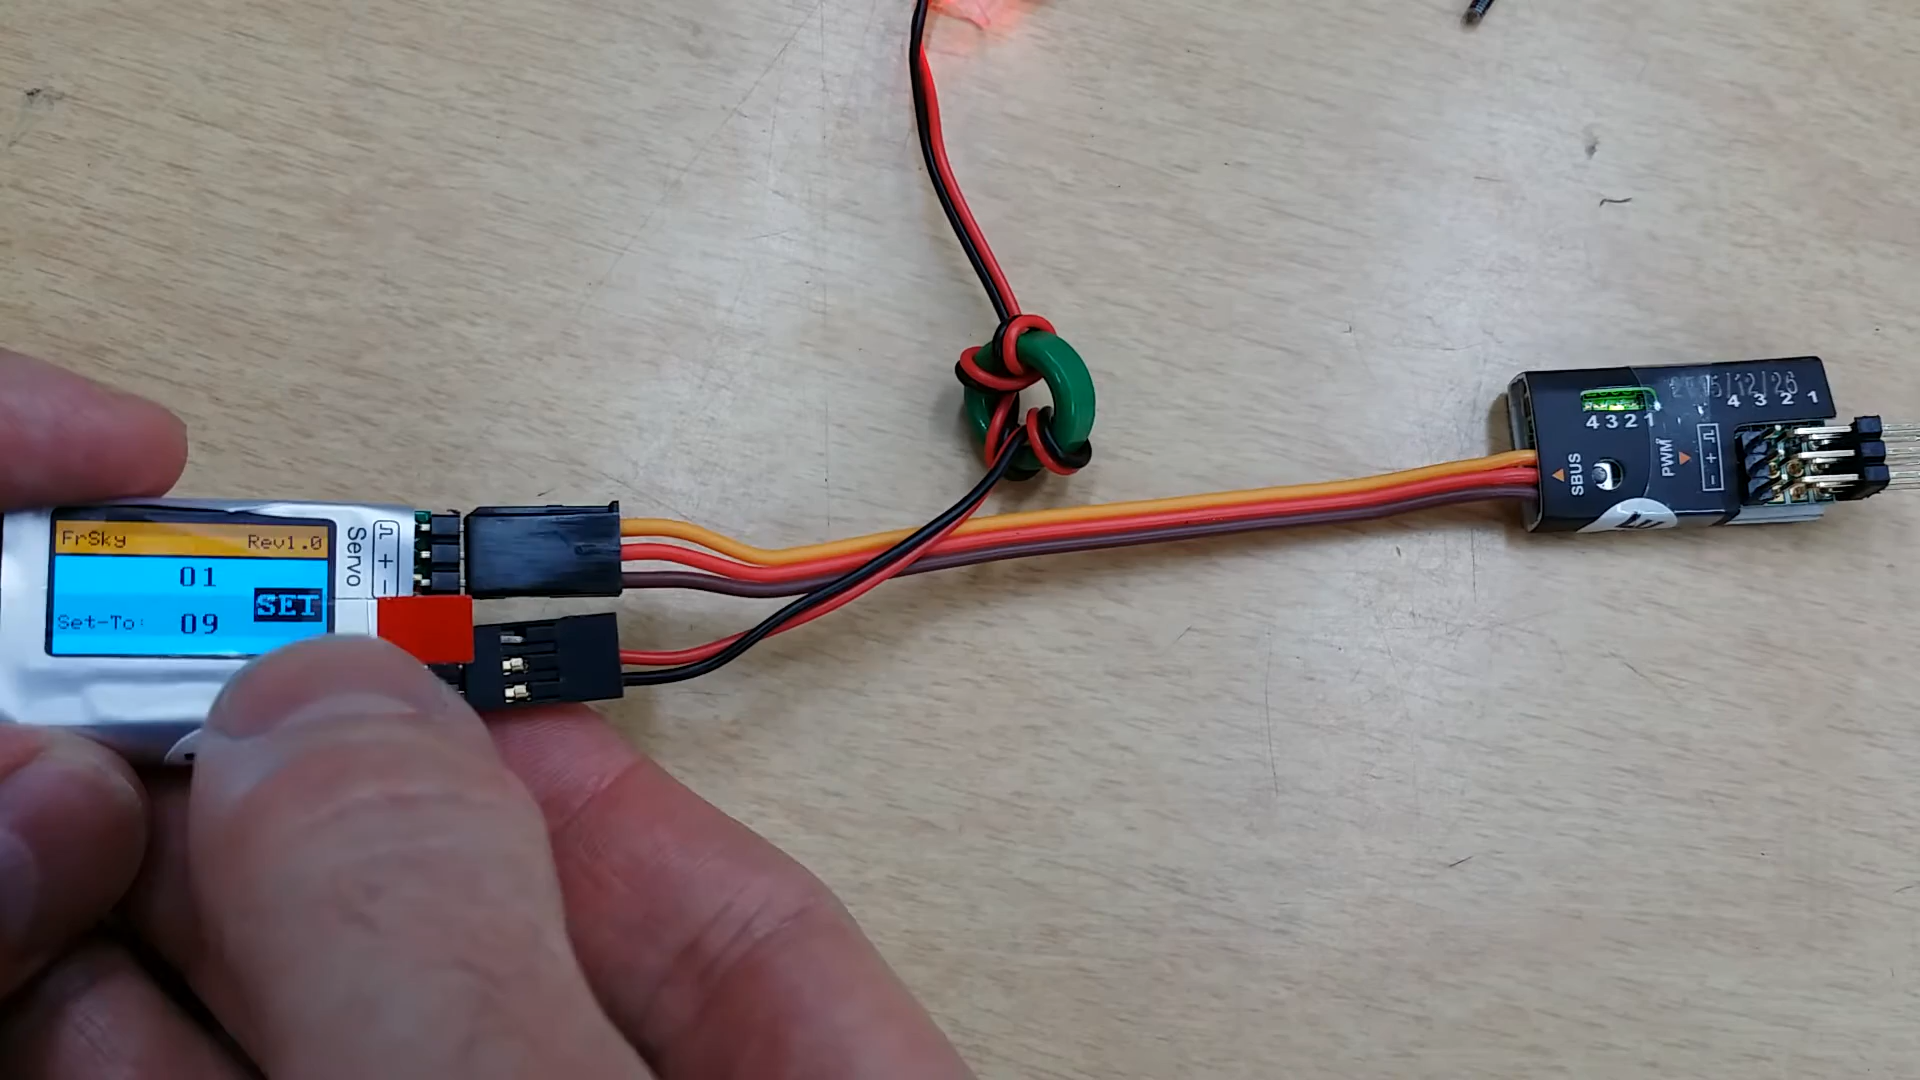 FrSky Rev1.0
01
SET
Set-To: 09
Servo
+
-
4 3 2 1
4 3 2 1
SBUS
PWM
+
-